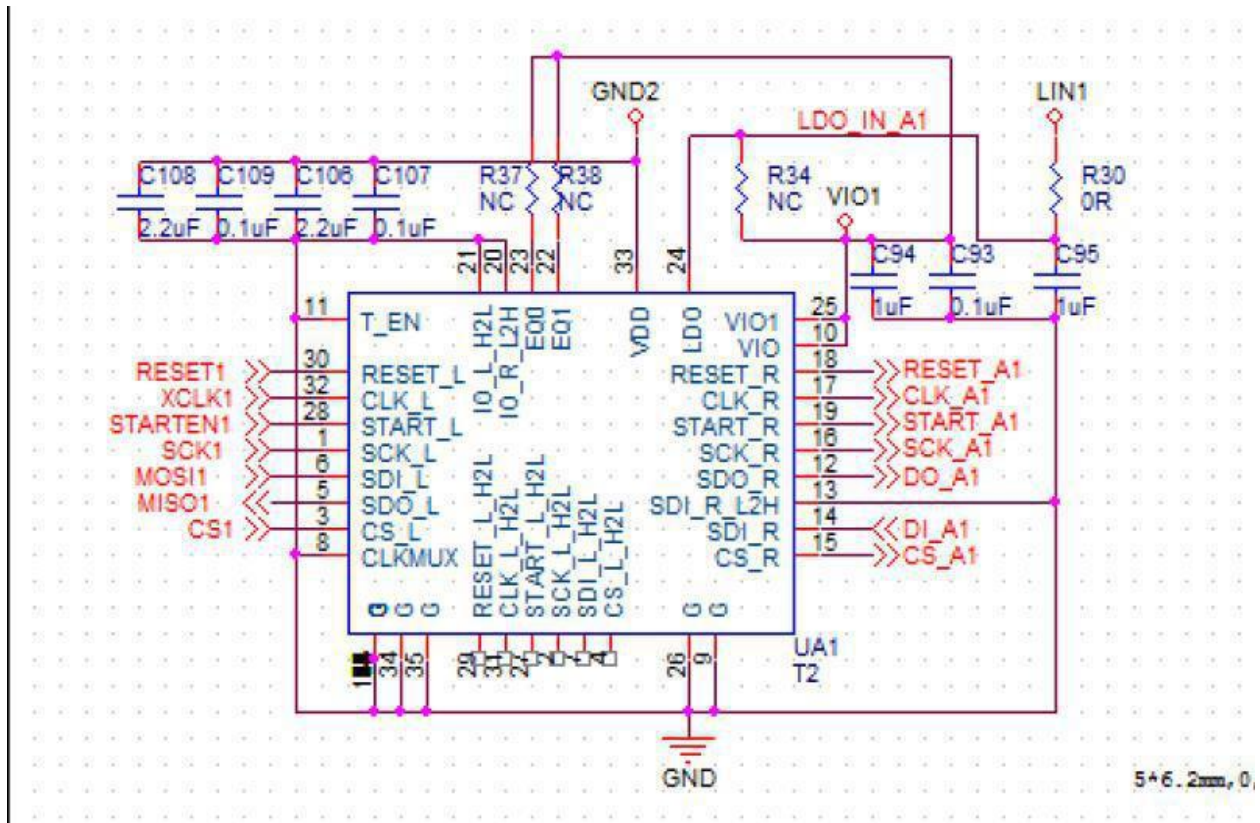 GND2
LIN1
LDO_IN_A1
C108 C109 C106 C107 R37 R38 R34 R30
NC NC NC 0R
VIO1
2.2uF 0.1uF 2.2uF 0.1uF
21 20 23 22 33 24
C94 C93 C95
1uF 0.1uF 1uF
11 T_EN
IO_L_H2L
IO_R_L2H
EQ0
EQ1
VDD
LDO
VIO1 25
VIO 10
RESET1 30 RESET_L RESET_R 18 RESET_A1
XCLK1 32 CLK_L CLK_R 17 CLK_A1
STARTEN1 28 START_L START_R 19 START_A1
SCK1 1 SCK_L SCK_R 16 SCK_A1
MOSI1 6 SDI_L SDO_R 12 DO_A1
MISO1 5 SDO_L SDI_R_L2H 13
CS1 3 CS_L SDI_R 14 DI_A1
8 CLKMUX CS_R 15 CS_A1
RESET_L_H2L
CLK_L_H2L
START_L_H2L
SCK_L_H2L
SDI_L_H2L
CS_L_H2L
G G G G G
34 35 29 31 27 2 7 4 26 9
UA1
T2
GND
5*6.2mm,0,